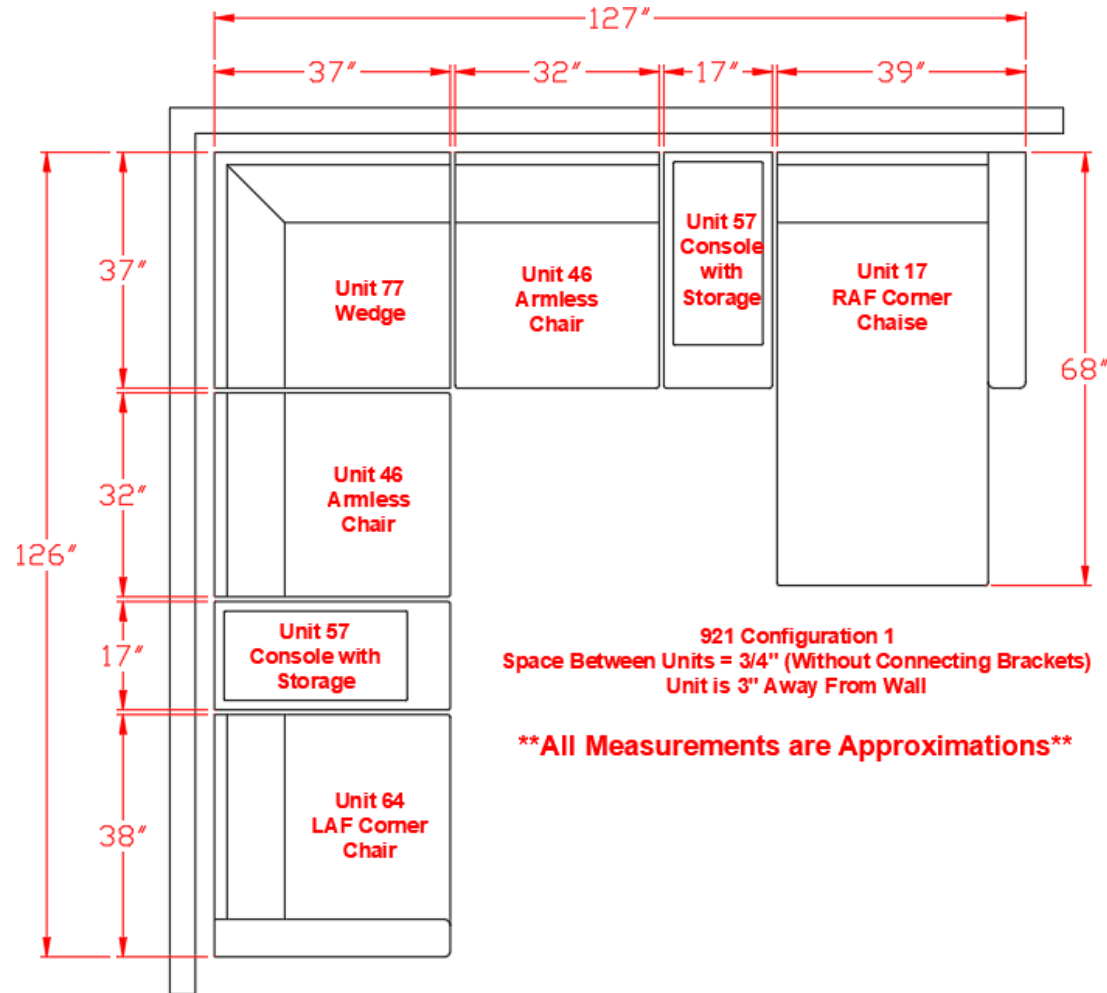 127"
37"
32"
17"
39"
37"
Unit 77
Wedge
Unit 46
Armless
Chair
Unit 57
Console
with
Storage
Unit 17
RAF Corner
Chaise
68"
32"
Unit 46
Armless
Chair
126"
17"
Unit 57
Console with
Storage
38"
Unit 64
LAF Corner
Chair
921 Configuration 1
Space Between Units = 3/4" (Without Connecting Brackets)
Unit is 3" Away From Wall
**All Measurements are Approximations**